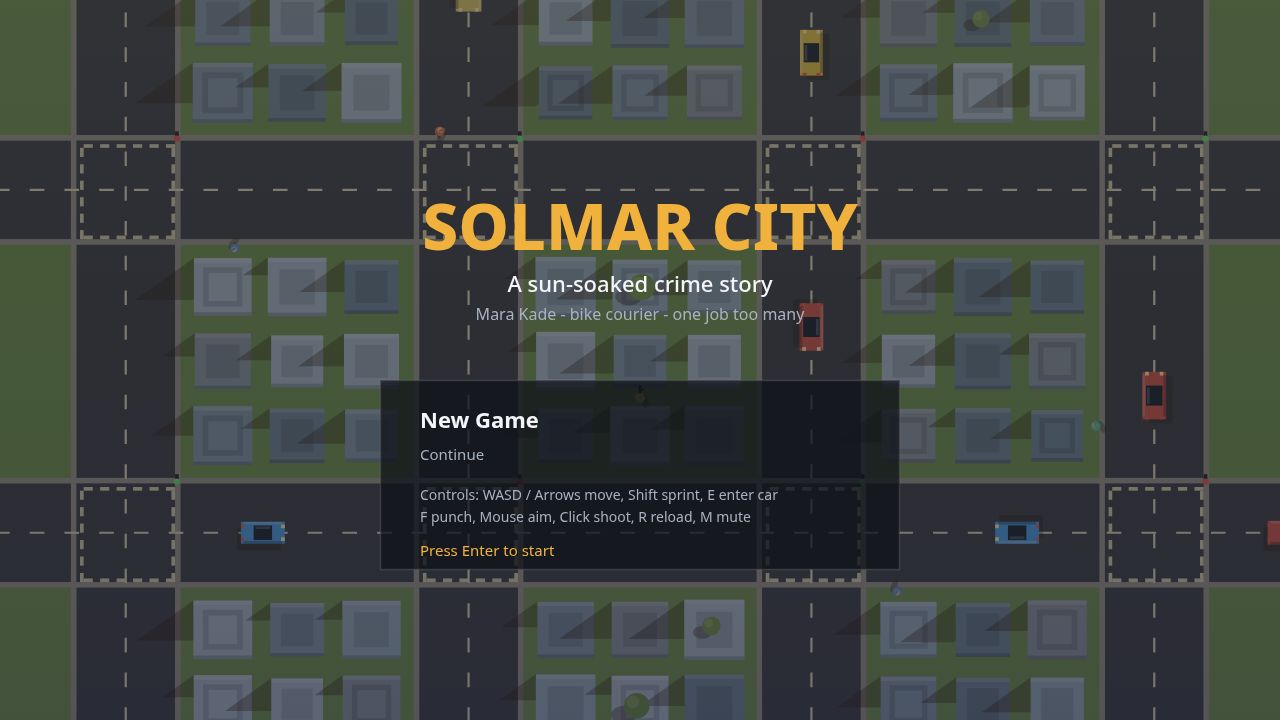 SOLMAR CITY
A sun-soaked crime story
Mara Kade - bike courier - one job too many
New Game
Continue
Controls: WASD / Arrows move, Shift sprint, E enter car
F punch, Mouse aim, Click shoot, R reload, M mute
Press Enter to start